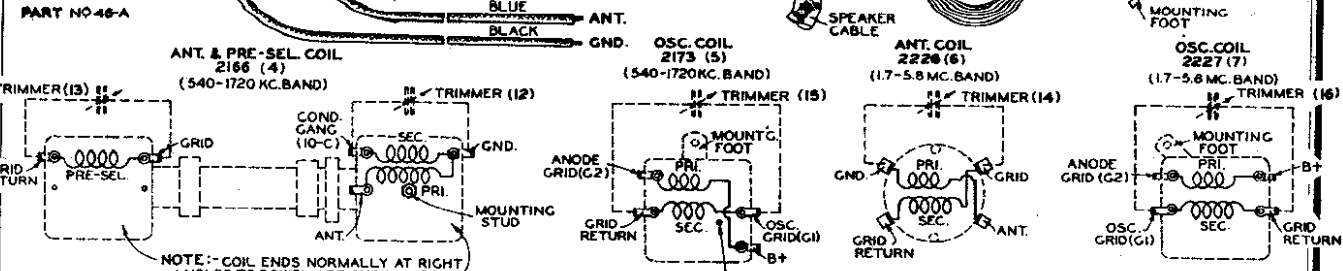 PART NO 46-A
BLUE
ANT.
BLACK
GND.
SPEAKER
CABLE
MOUNTING
FOOT
ANT. & PRE-SEL. COIL
2166 (4)
(540-1720 KC. BAND)
TRIMMER (13)
GRID
GRID
RETURN
PRE-SEL.
TRIMMER (12)
COND.
GANG
(10-C)
SEC.
GND.
PRI.
ANT.
MOUNTING
STUD
NOTE:- COIL ENDS NORMALLY AT RIGHT
OSC. COIL
2173 (5)
(540-1720 KC. BAND)
TRIMMER (15)
MOUNT'G.
FOOT
ANODE
GRID (G2)
PRI.
GRID
RETURN
SEC.
OSC.
GRID (G1)
B+
ANT. COIL
2226 (6)
(1.7-5.8 MC. BAND)
TRIMMER (14)
GND.
PRI.
GRID
SEC.
GRID
RETURN
ANT.
OSC. COIL
2227 (7)
(1.7-5.8 MC. BAND)
TRIMMER (16)
MOUNTING
FOOT
ANODE
GRID (G2)
PRI.
B+
OSC.
GRID (G1)
SEC.
GRID
RETURN